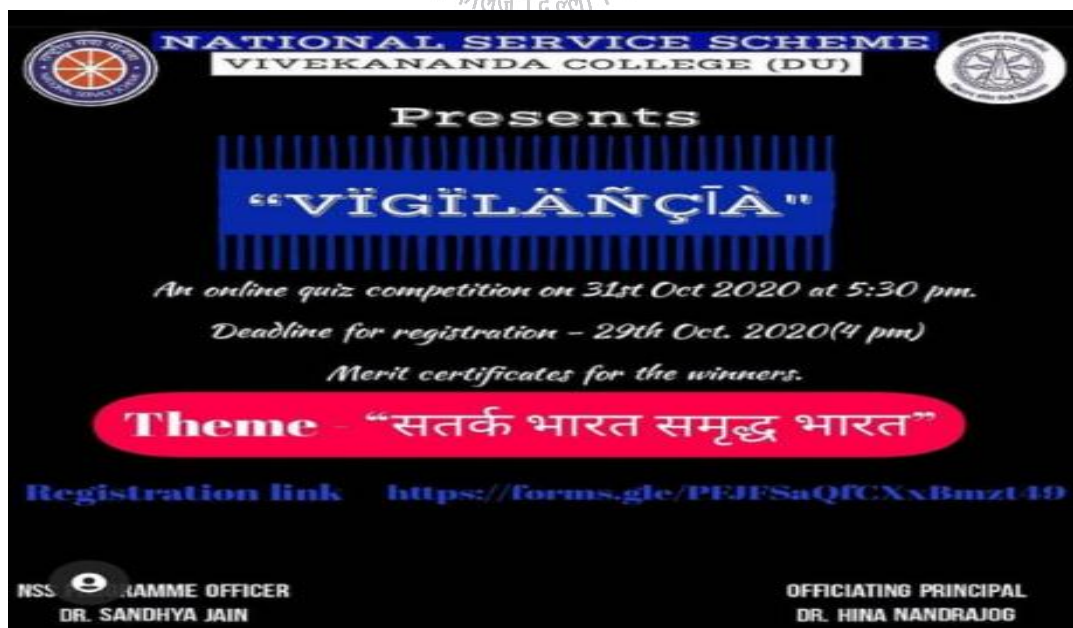 NATIONAL SERVICE SCHEME
VIVEKANANDA COLLEGE (DU)
Presents
“VÏGÏLÄÑÇĪÀ"
An online quiz competition on 31st Oct 2020 at 5:30 pm.
Deadline for registration – 29th Oct. 2020(4 pm)
Merit certificates for the winners.
Theme - “सतर्क भारत समृद्ध भारत”
Registration link https://forms.gle/
NSS
OFFICER
DR. SANDHYA JAIN
OFFICIATING PRINCIPAL
DR. HINA NANDRAJOG